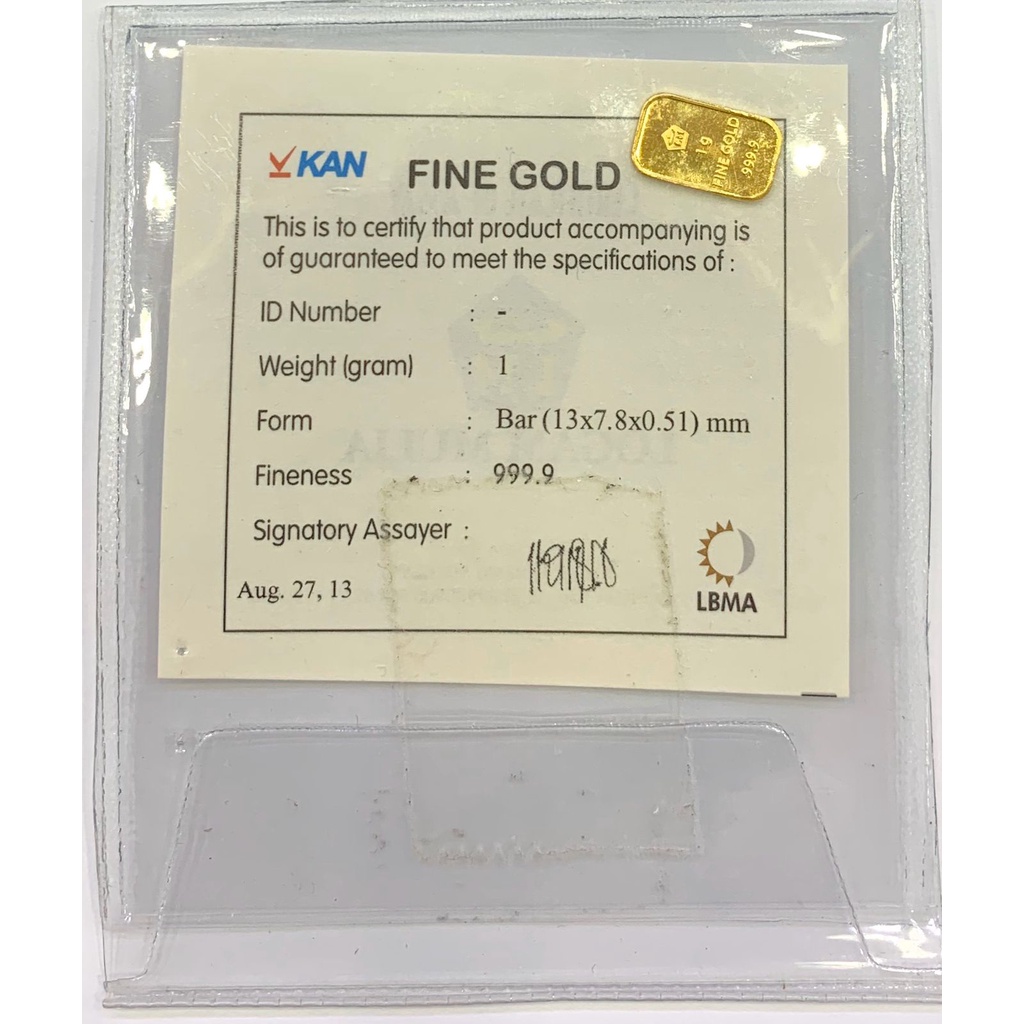 KAN
FINE GOLD
1 g
FINE GOLD
999.9
This is to certify that product accompanying is
of guaranteed to meet the specifications of :
ID Number : -
Weight (gram) : 1
Form : Bar (13x7.8x0.51) mm
Fineness : 999.9
Signatory Assayer :
Aug. 27, 13
LBMA